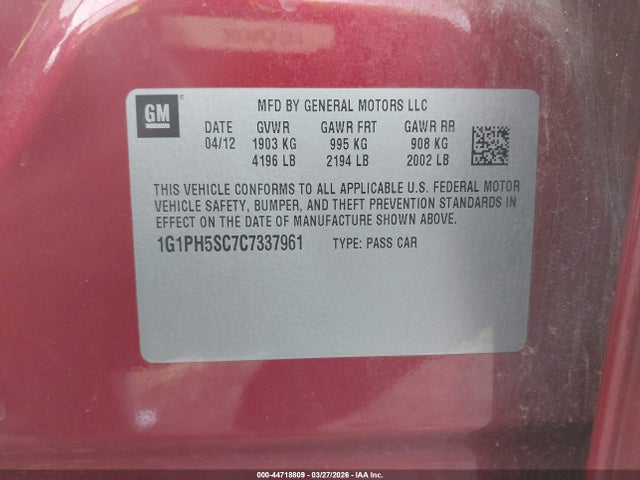 GM
MFD BY GENERAL MOTORS LLC
DATE GVWR GAWR FRT GAWR RR
04/12 1903 KG 995 KG 908 KG
4196 LB 2194 LB 2002 LB
THIS VEHICLE CONFORMS TO ALL APPLICABLE U.S. FEDERAL MOTOR
VEHICLE SAFETY, BUMPER, AND THEFT PREVENTION STANDARDS IN
EFFECT ON THE DATE OF MANUFACTURE SHOWN ABOVE.
1G1PH5SC7C7337961 TYPE: PASS CAR
000-44718809 | 03/27/2026 | IAA Inc.